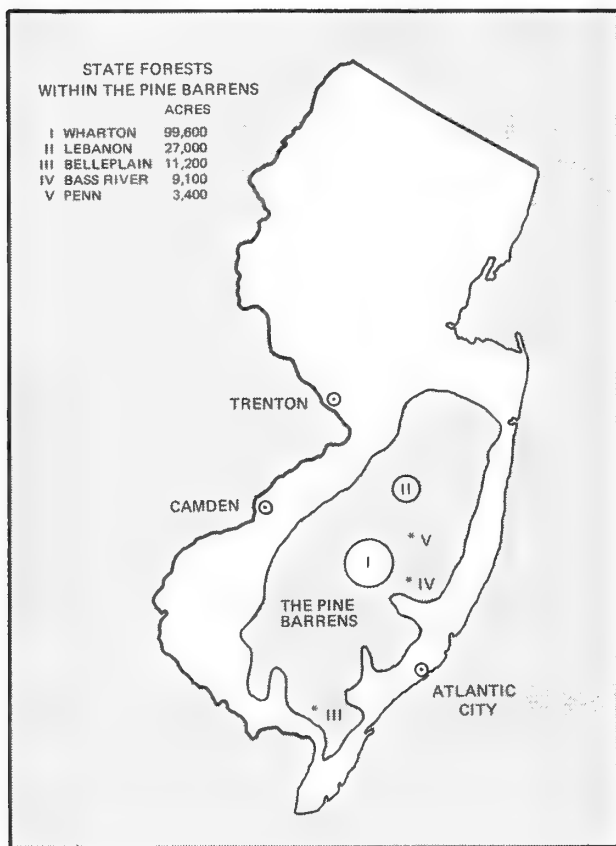 STATE FORESTS
WITHIN THE PINE BARRENS
ACRES
I WHARTON 99,600
II LEBANON 27,000
III BELLEPLAIN 11,200
IV BASS RIVER 9,100
V PENN 3,400
TRENTON
CAMDEN
II
* V
I
* IV
THE PINE
BARRENS
ATLANTIC
CITY
* III